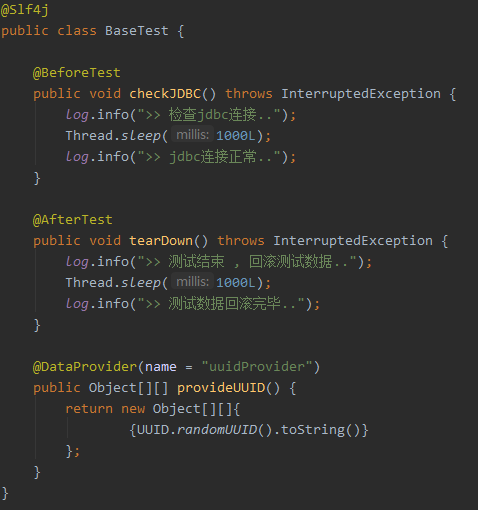 @Slf4j
public class BaseTest {
@BeforeTest
public void checkJDBC() throws InterruptedException {
log.info(">> 检查jdbc连接..");
Thread.sleep( millis: 1000L);
log.info(">> jdbc连接正常..");
}
@AfterTest
public void tearDown() throws InterruptedException {
log.info(">> 测试结束 , 回滚测试数据..");
Thread.sleep( millis: 1000L);
log.info(">> 测试数据回滚完毕..");
}
@DataProvider(name = "uuidProvider")
public Object[][] provideUUID() {
return new Object[][]{
{UUID.randomUUID().toString()}
};
}
}